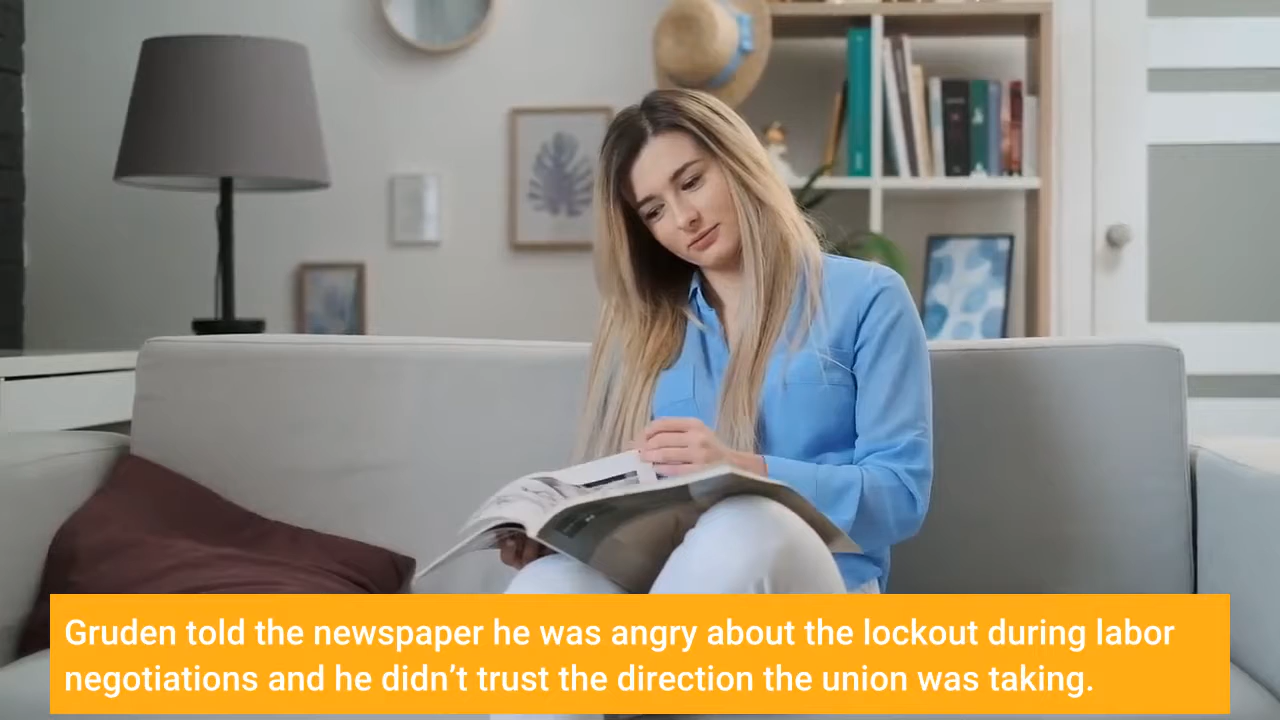 Gruden told the newspaper he was angry about the lockout during labor
negotiations and he didn’t trust the direction the union was taking.